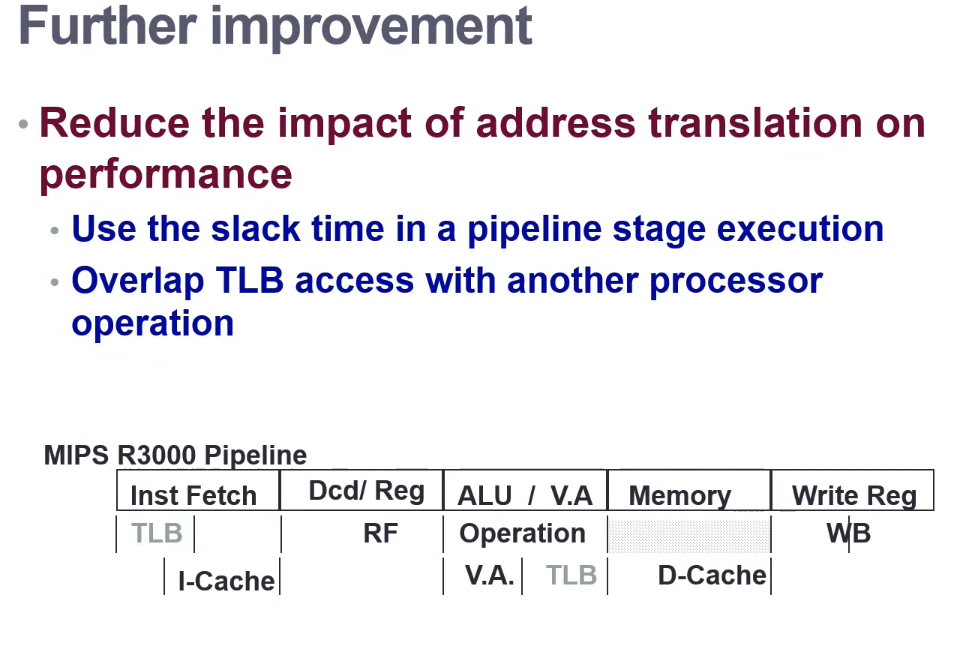 Further improvement
• Reduce the impact of address translation on
performance
• Use the slack time in a pipeline stage execution
• Overlap TLB access with another processor
operation
MIPS R3000 Pipeline
Inst Fetch Dcd/ Reg ALU / V.A Memory Write Reg
TLB RF Operation WB
I-Cache V.A. TLB D-Cache